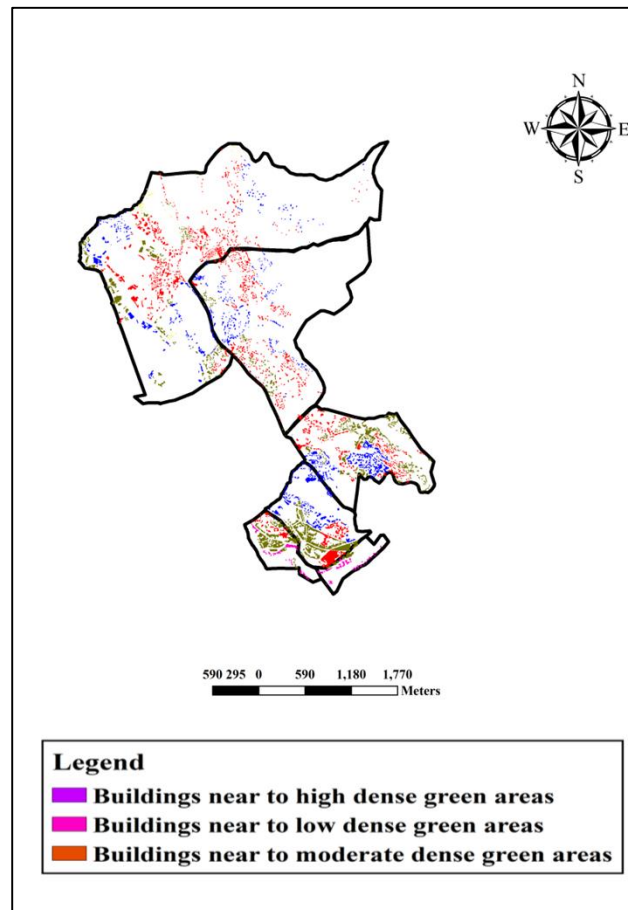 N
W E
S
590 295 0 590 1,180 1,770
Meters
Legend
Buildings near to high dense green areas
Buildings near to low dense green areas
Buildings near to moderate dense green areas